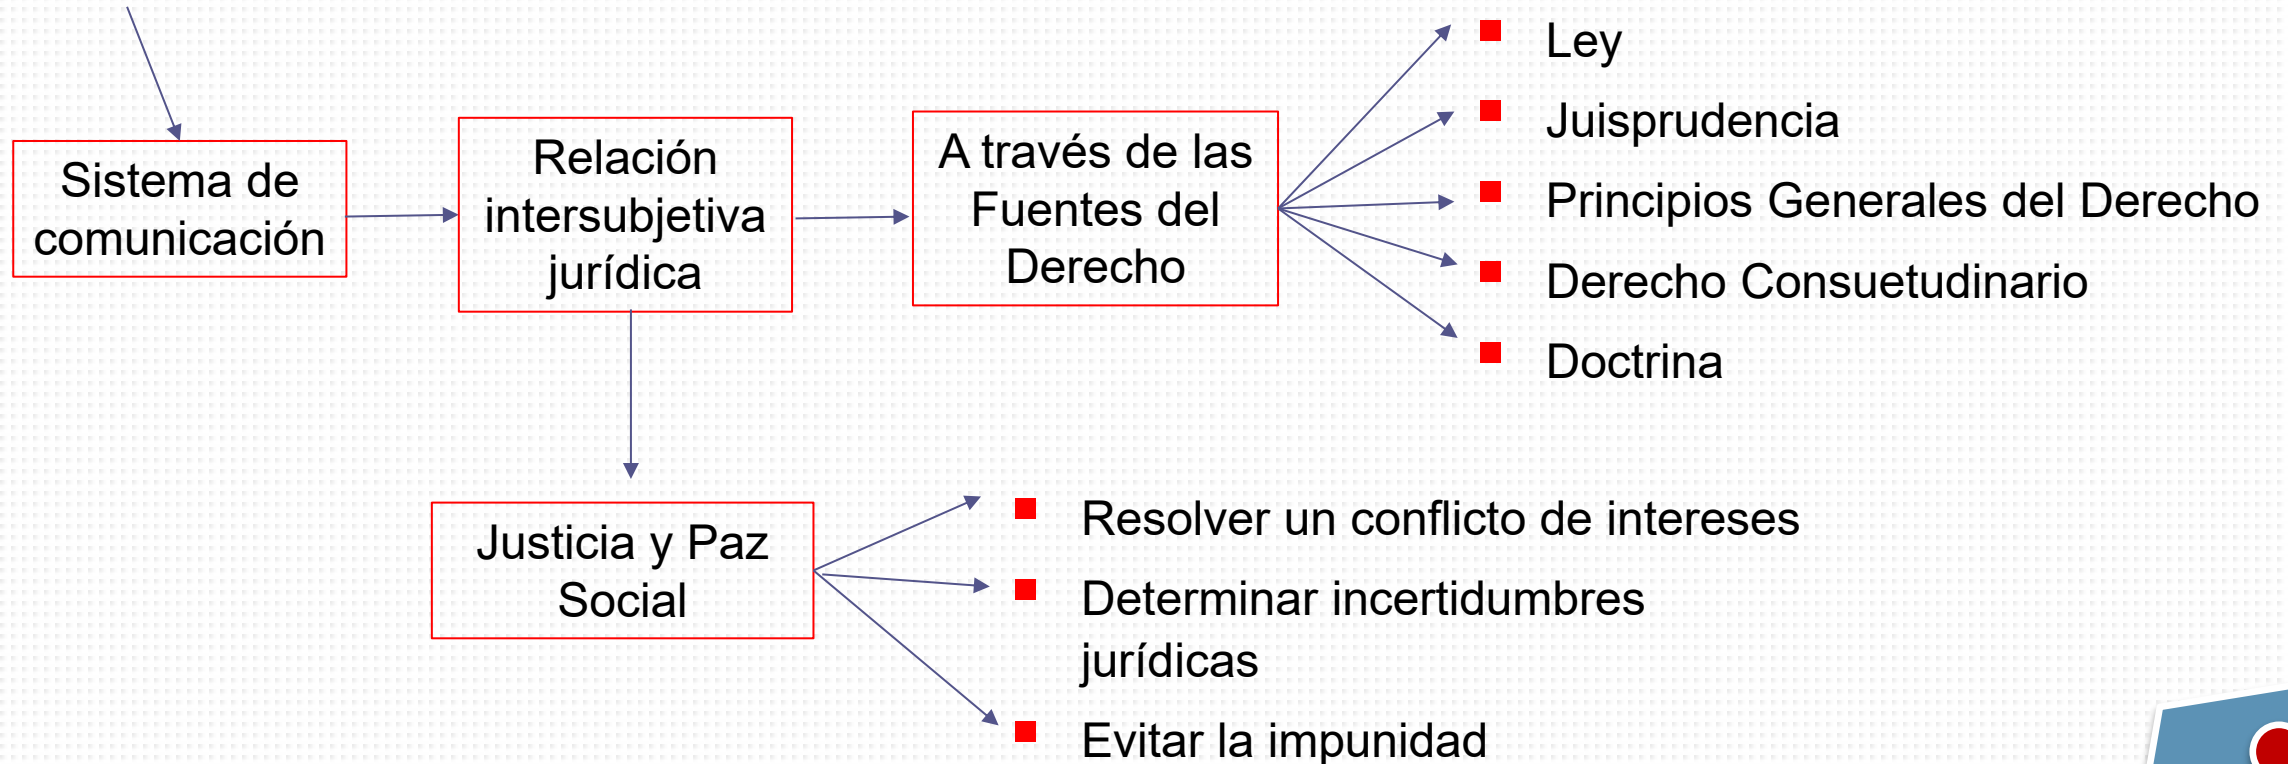 Sistema de
comunicación
Relación
intersubjetiva
jurídica
A través de las
Fuentes del
Derecho
Ley
Juisprudencia
Principios Generales del Derecho
Derecho Consuetudinario
Doctrina
Justicia y Paz
Social
Resolver un conflicto de intereses
Determinar incertidumbres
jurídicas
Evitar la impunidad